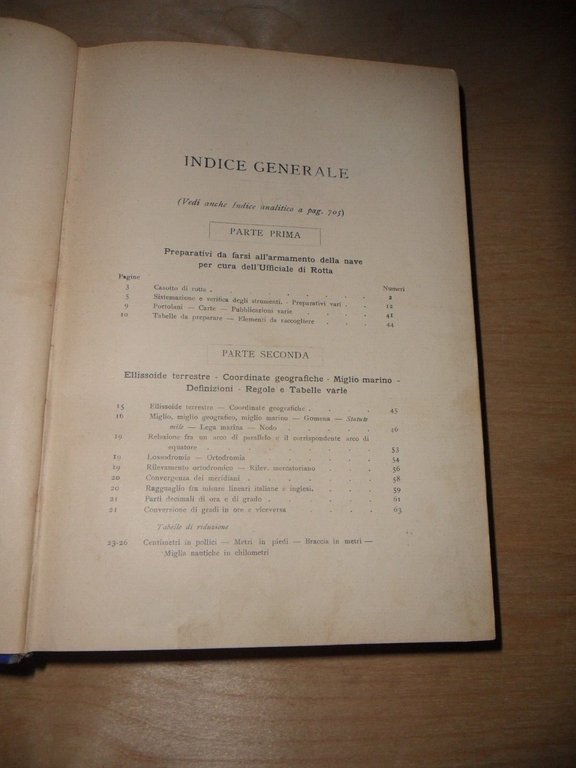 INDICE GENERALE
(Vedi anche Indice analitico a pag. 705)
PARTE PRIMA
Preparativi da farsi all'armamento della nave
per cura dell'Ufficiale di Rotta
Pagine Numeri
3 Casotto di rotta . . . . . . . . 2
5 Sistemazione e verifica degli strumenti. - Preparativi vari . . . 12
9 Portolani — Carte — Pubblicazioni varie . . . . 41
10 Tabelle da preparare — Elementi da raccogliere . . . 44
PARTE SECONDA
Ellissoide terrestre - Coordinate geografiche - Miglio marino -
Definizioni - Regole e Tabelle varie
15 Ellissoide terrestre — Coordinate geografiche . . . . 45
16 Miglio, miglio geografico, miglio marino — Gomena — Statute
mile — Lega marina — Nodo . . . . . 46
19 Relazione fra un arco di parallelo e il corrispondente arco di
equatore . . . . . . . . 53
19 Lossodromia — Ortodromia . . . . . . 54
19 Rilevamento ortodromico — Rilev. mercatoriano . . . 56
20 Convergenza dei meridiani . . . . . . 58
20 Ragguaglio fra misure lineari italiane e inglesi . . . . 59
21 Parti decimali di ora e di grado . . . . . . 61
21 Conversione di gradi in ore e viceversa . . . . . 63
Tabelle di riduzione
23-26 Centimetri in pollici — Metri in piedi — Braccia in metri —
Miglia nautiche in chilometri